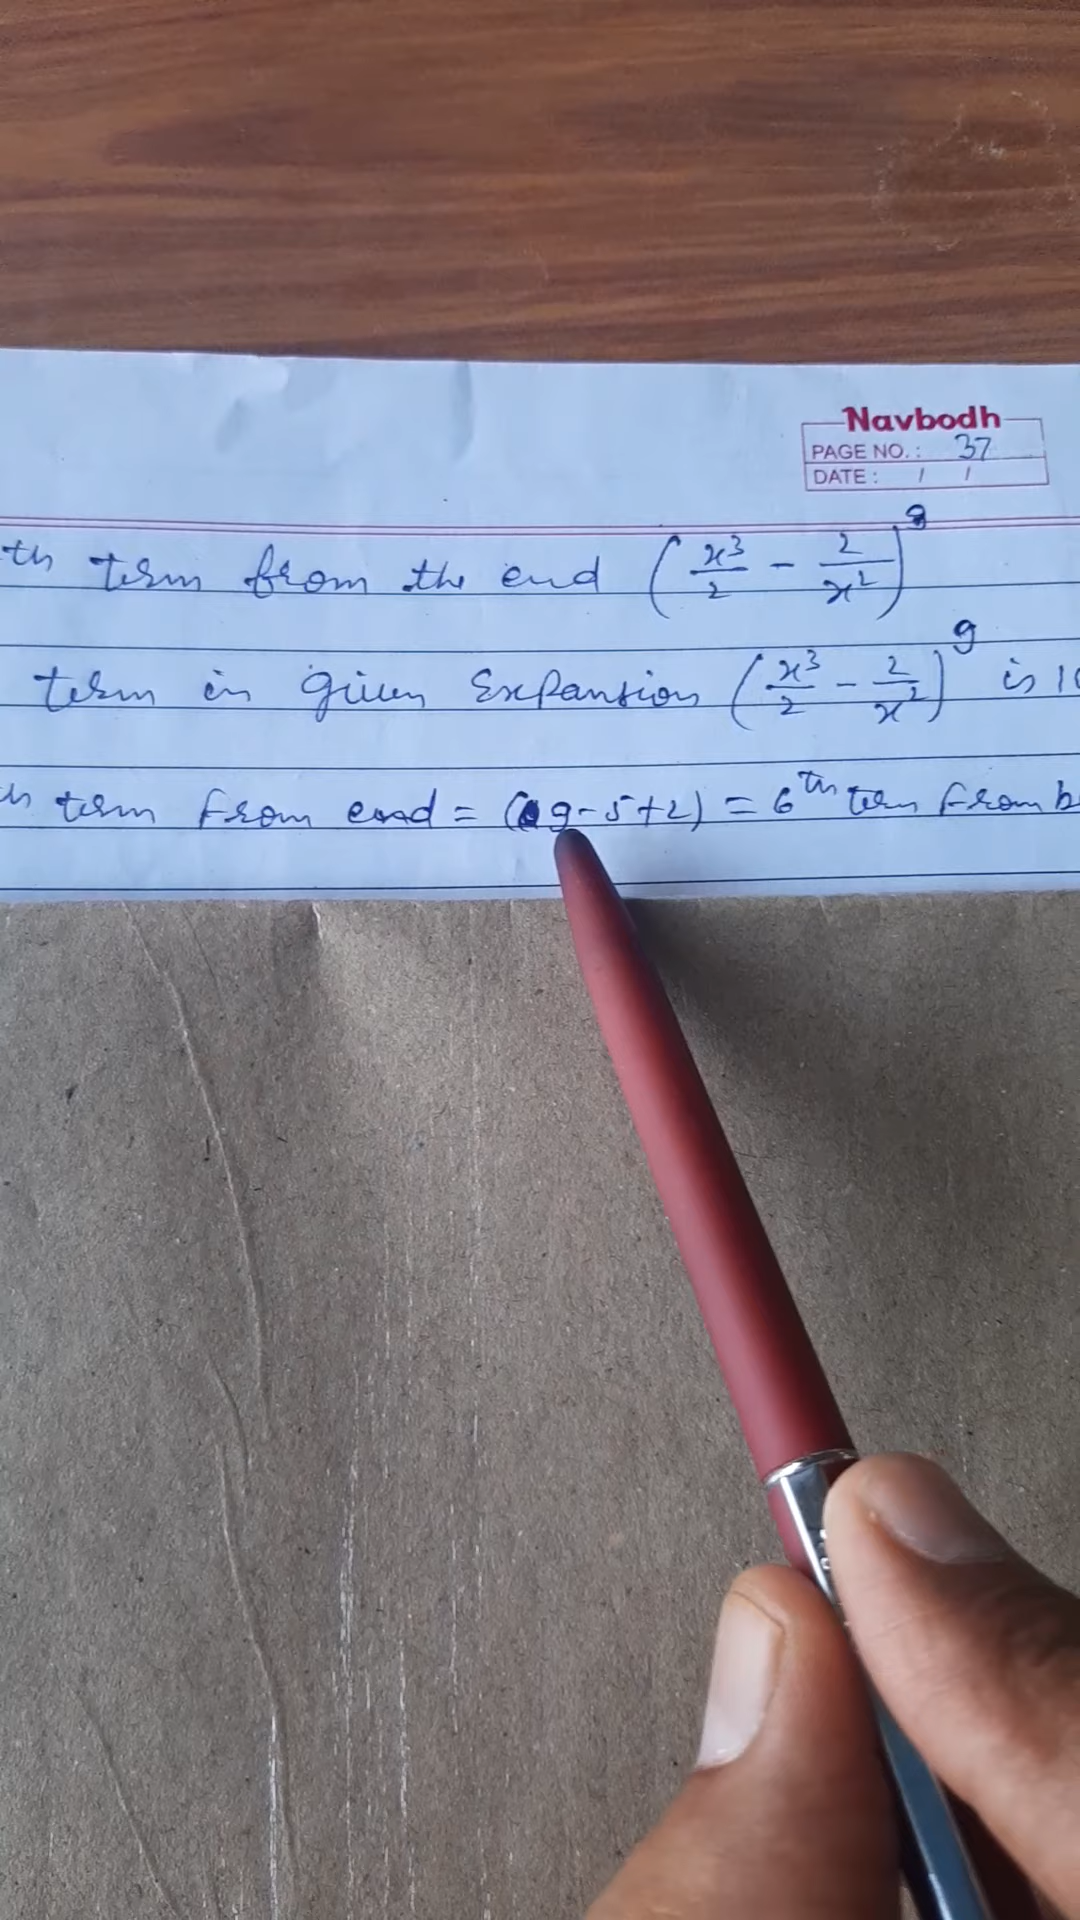 Navbodh
PAGE NO.: 37
DATE: / /
th term from the end (x³/2 - 2/x²)⁹
term in given Expansion (x³/2 - 2/x²)⁹ is 10
th term from end = (9-5+2) = 6th term from b